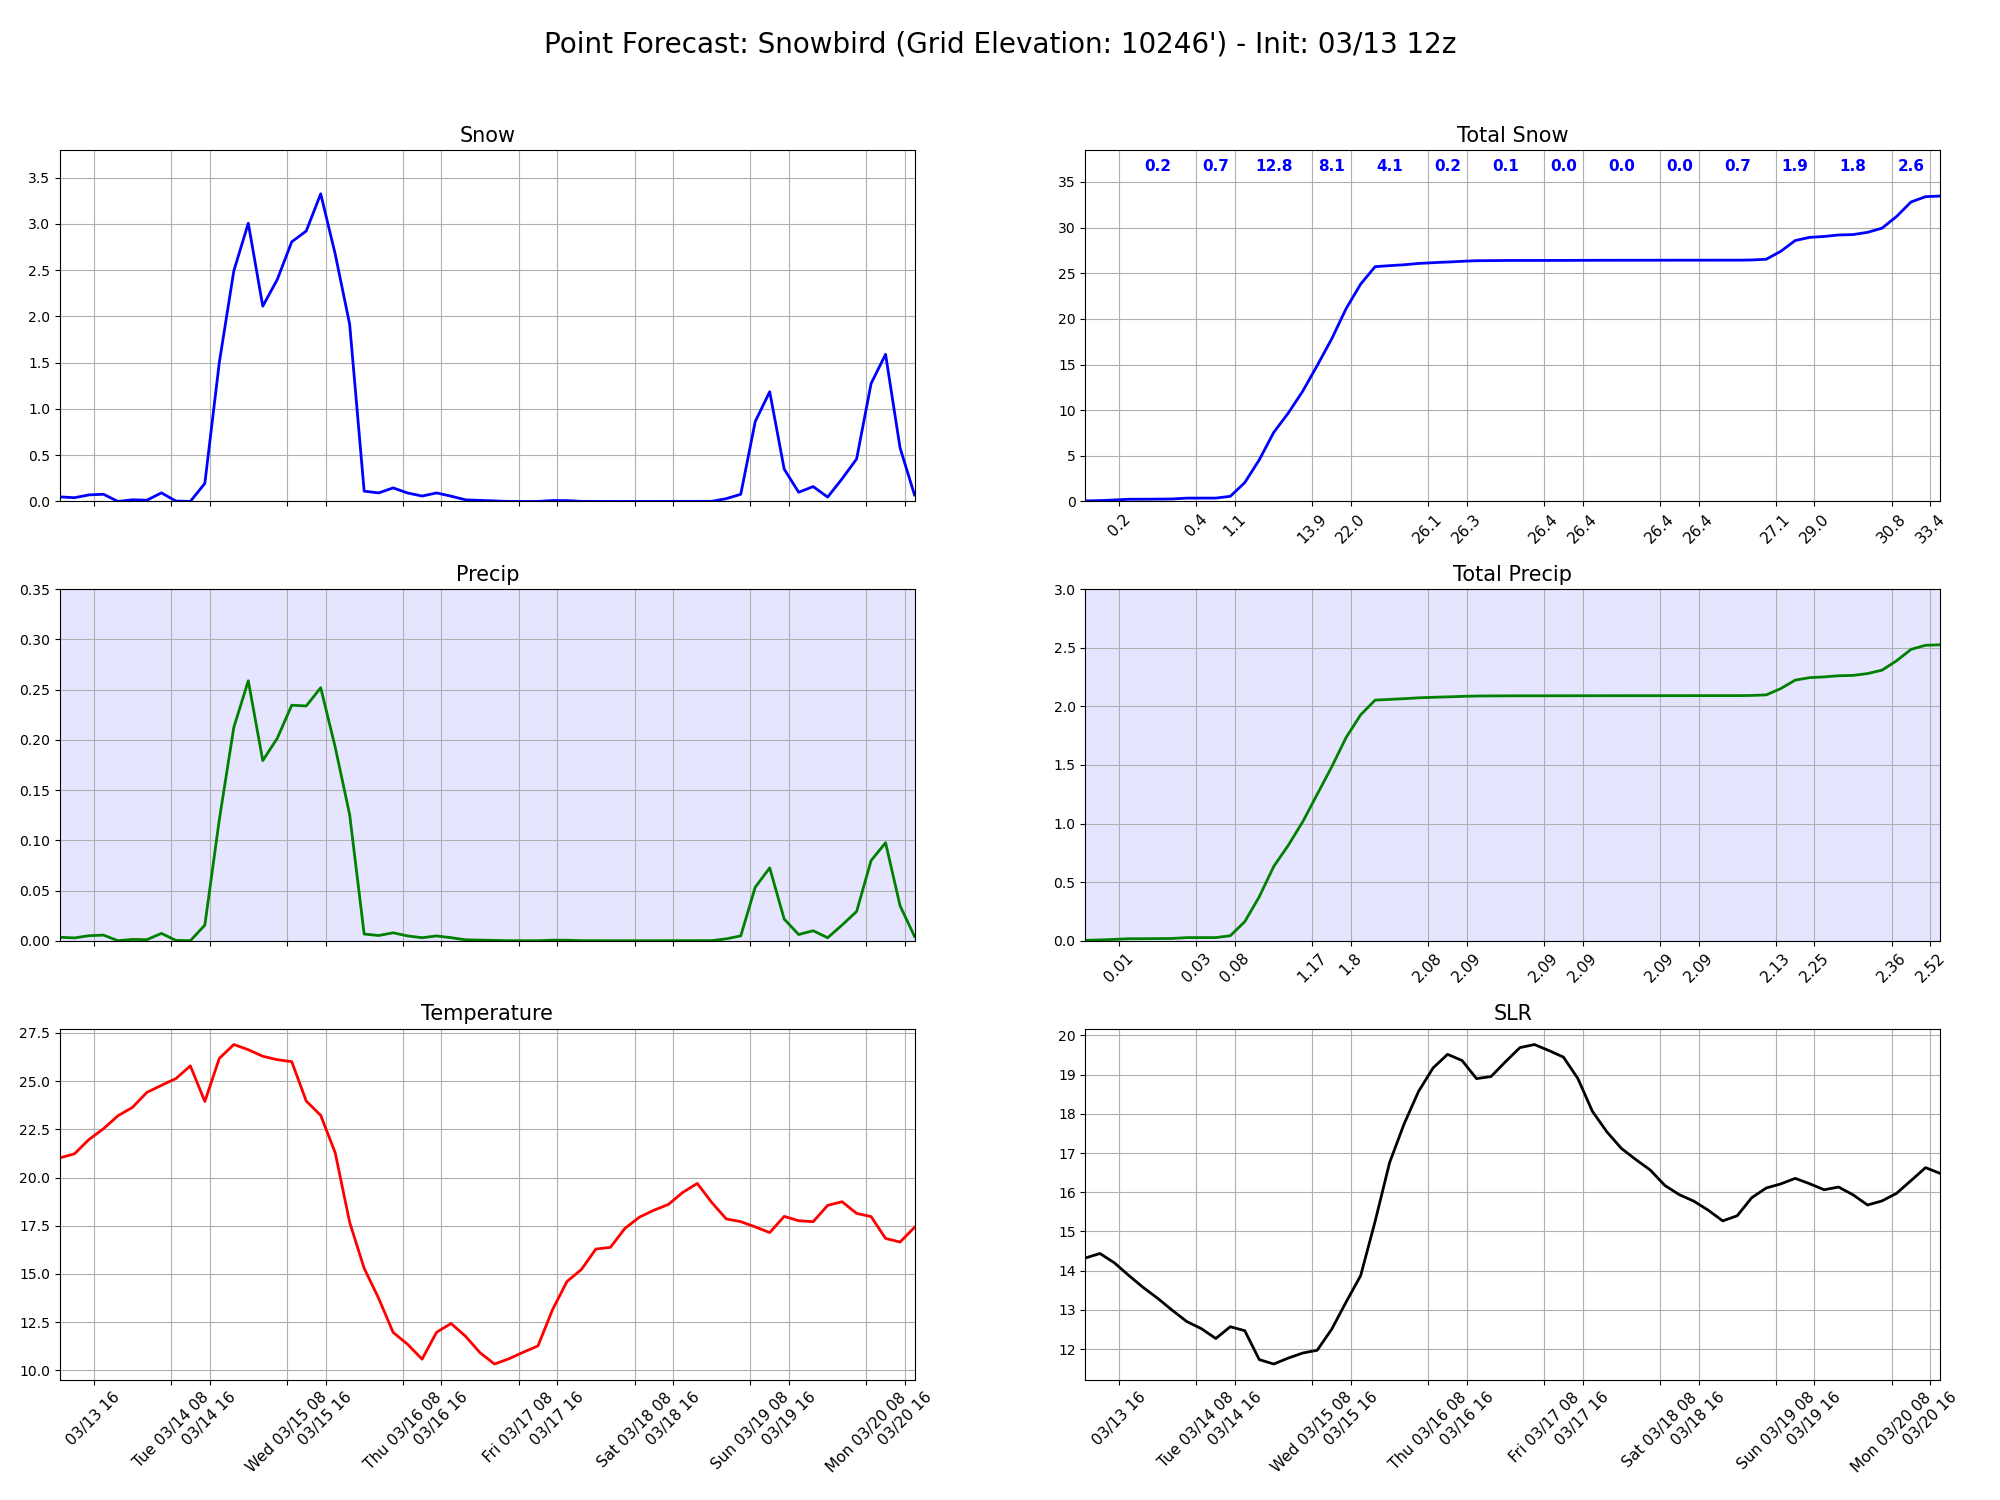 Point Forecast: Snowbird (Grid Elevation: 10246') - Init: 03/13 12z
Snow
3.5
3.0
2.5
2.0
1.5
1.0
0.5
0.0
Total Snow
0.2 0.7 12.8 8.1 4.1 0.2 0.1 0.0 0.0 0.0 0.7 1.9 1.8 2.6
35
30
25
20
15
10
5
0
0.2 0.4 1.1 13.9 22.0 26.1 26.3 26.4 26.4 26.4 26.4 27.1 29.0 30.8 33.4
Precip
0.35
0.30
0.25
0.20
0.15
0.10
0.05
0.00
Total Precip
3.0
2.5
2.0
1.5
1.0
0.5
0.0
0.01 0.03 0.08 1.17 1.8 2.08 2.09 2.09 2.09 2.09 2.09 2.13 2.25 2.36 2.52
Temperature
27.5
25.0
22.5
20.0
17.5
15.0
12.5
10.0
03/13 16
Tue 03/14 08
03/14 16
Wed 03/15 08
03/15 16
Thu 03/16 08
03/16 16
Fri 03/17 08
03/17 16
Sat 03/18 08
03/18 16
Sun 03/19 08
03/19 16
Mon 03/20 08
03/20 16
SLR
20
19
18
17
16
15
14
13
12
03/13 16
Tue 03/14 08
03/14 16
Wed 03/15 08
03/15 16
Thu 03/16 08
03/16 16
Fri 03/17 08
03/17 16
Sat 03/18 08
03/18 16
Sun 03/19 08
03/19 16
Mon 03/20 08
03/20 16